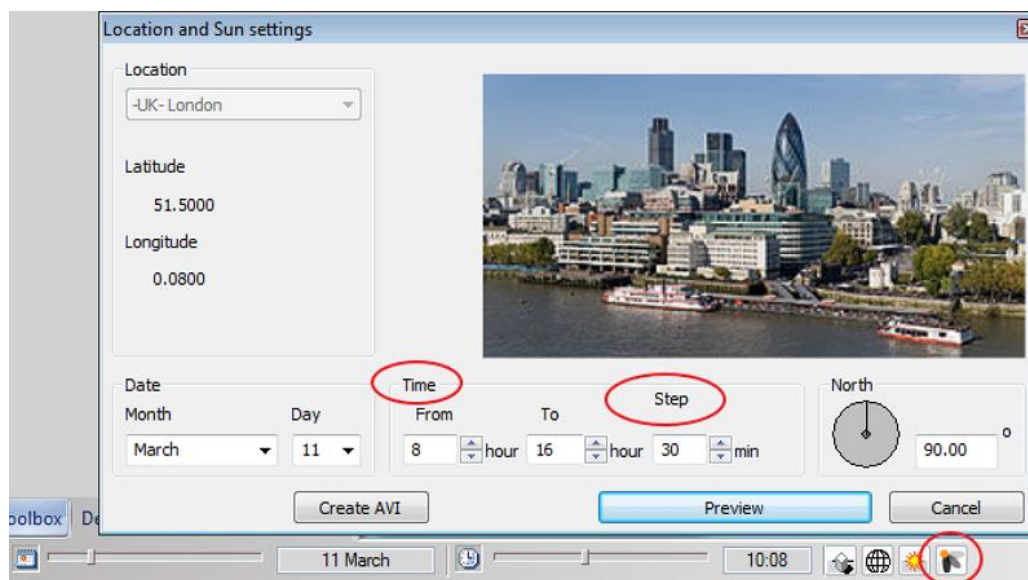 Location and Sun settings
Location
-UK- London
Latitude
51.5000
Longitude
0.0800
Date
Month Day
March 11
Time Step
From To
8 hour 16 hour 30 min
North
90.00 °
Create AVI Preview Cancel
oolbox De
11 March 10:08